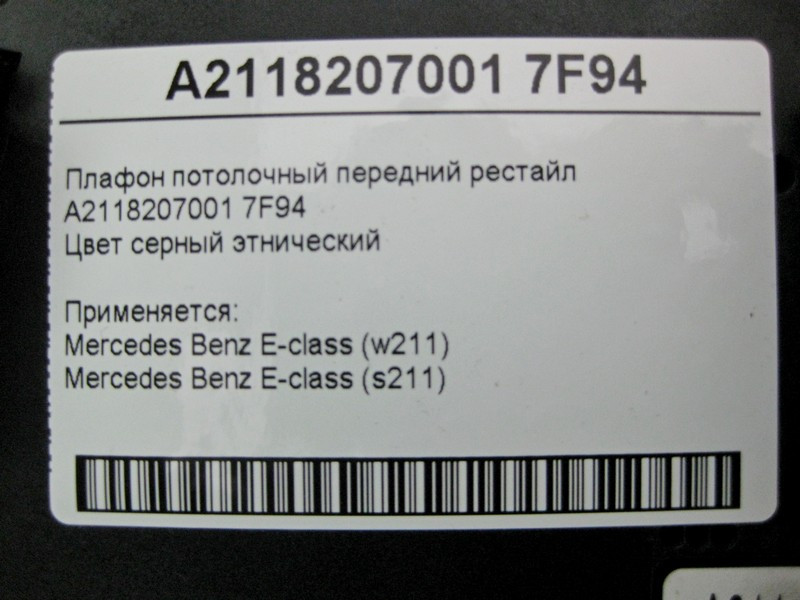 A2118207001 7F94
Плафон потолочный передний рестайл
A2118207001 7F94
Цвет серный этнический
Применяется:
Mercedes Benz E-class (w211)
Mercedes Benz E-class (s211)